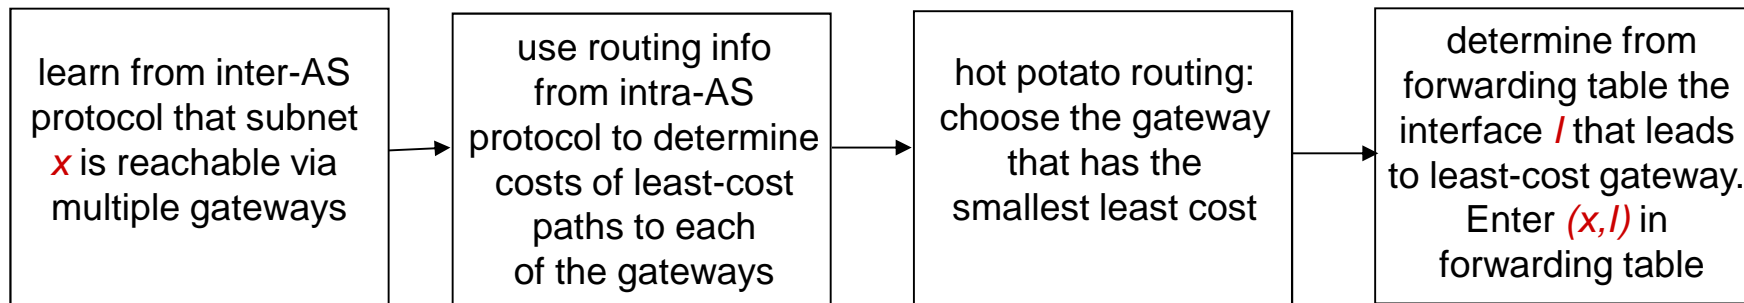 learn from inter-AS
protocol that subnet
x is reachable via
multiple gateways
use routing info
from intra-AS
protocol to determine
costs of least-cost
paths to each
of the gateways
hot potato routing:
choose the gateway
that has the
smallest least cost
determine from
forwarding table the
interface I that leads
to least-cost gateway.
Enter (x,I) in
forwarding table